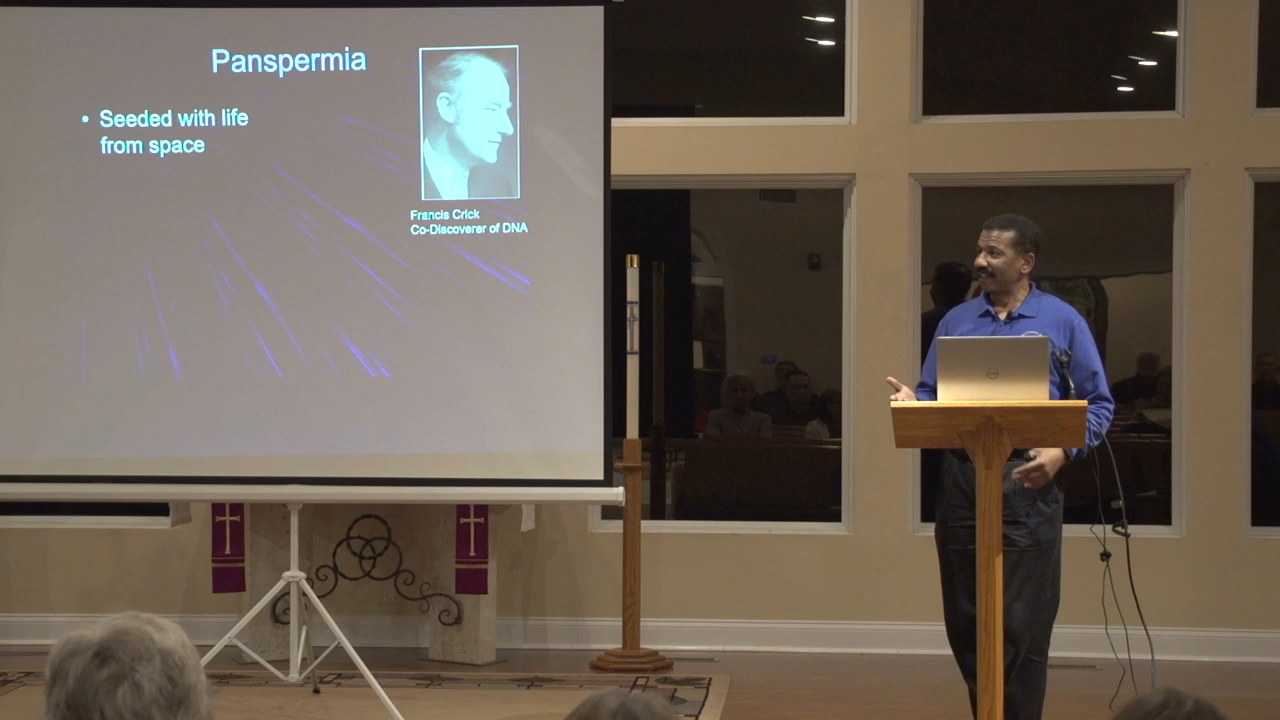 Panspermia
• Seeded with life
from space
Francis Crick
Co-Discoverer of DNA